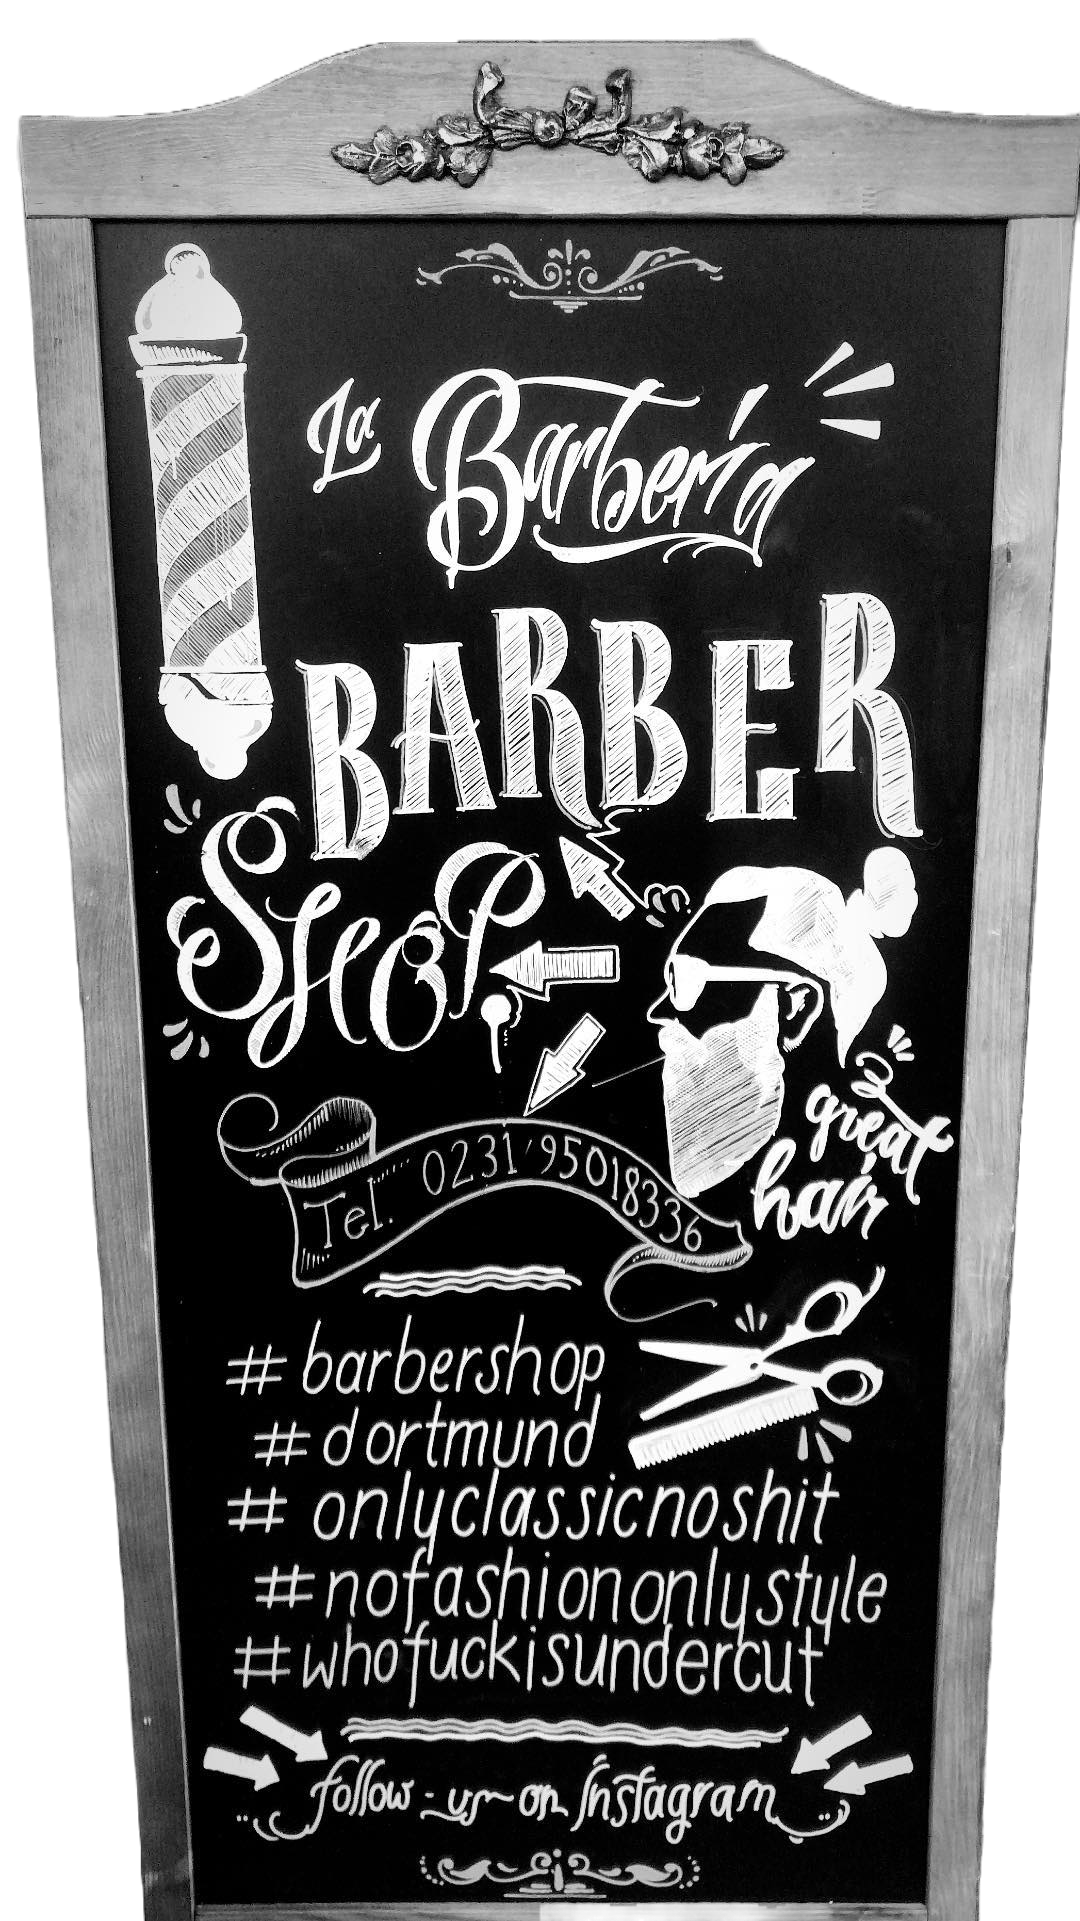 La Barbería
BARBER
SHOP
great
hair
Tel. 0231/95018336
# barbershop
# dortmund
# onlyclassicnoshit
# nofashiononlystyle
# whofuckisundercut
follow-us on Instagram